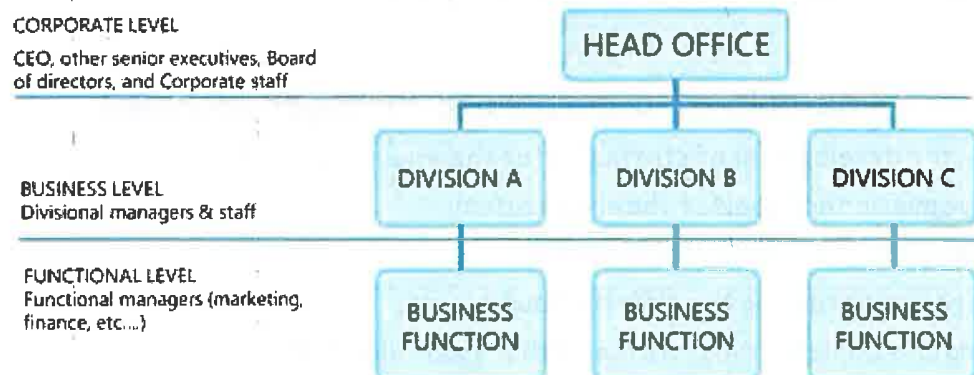 CORPORATE LEVEL
CEO, other senior executives, Board
of directors, and Corporate staff
HEAD OFFICE
BUSINESS LEVEL
Divisional managers & staff
DIVISION A
DIVISION B
DIVISION C
FUNCTIONAL LEVEL
Functional managers (marketing,
finance, etc....)
BUSINESS
FUNCTION
BUSINESS
FUNCTION
BUSINESS
FUNCTION